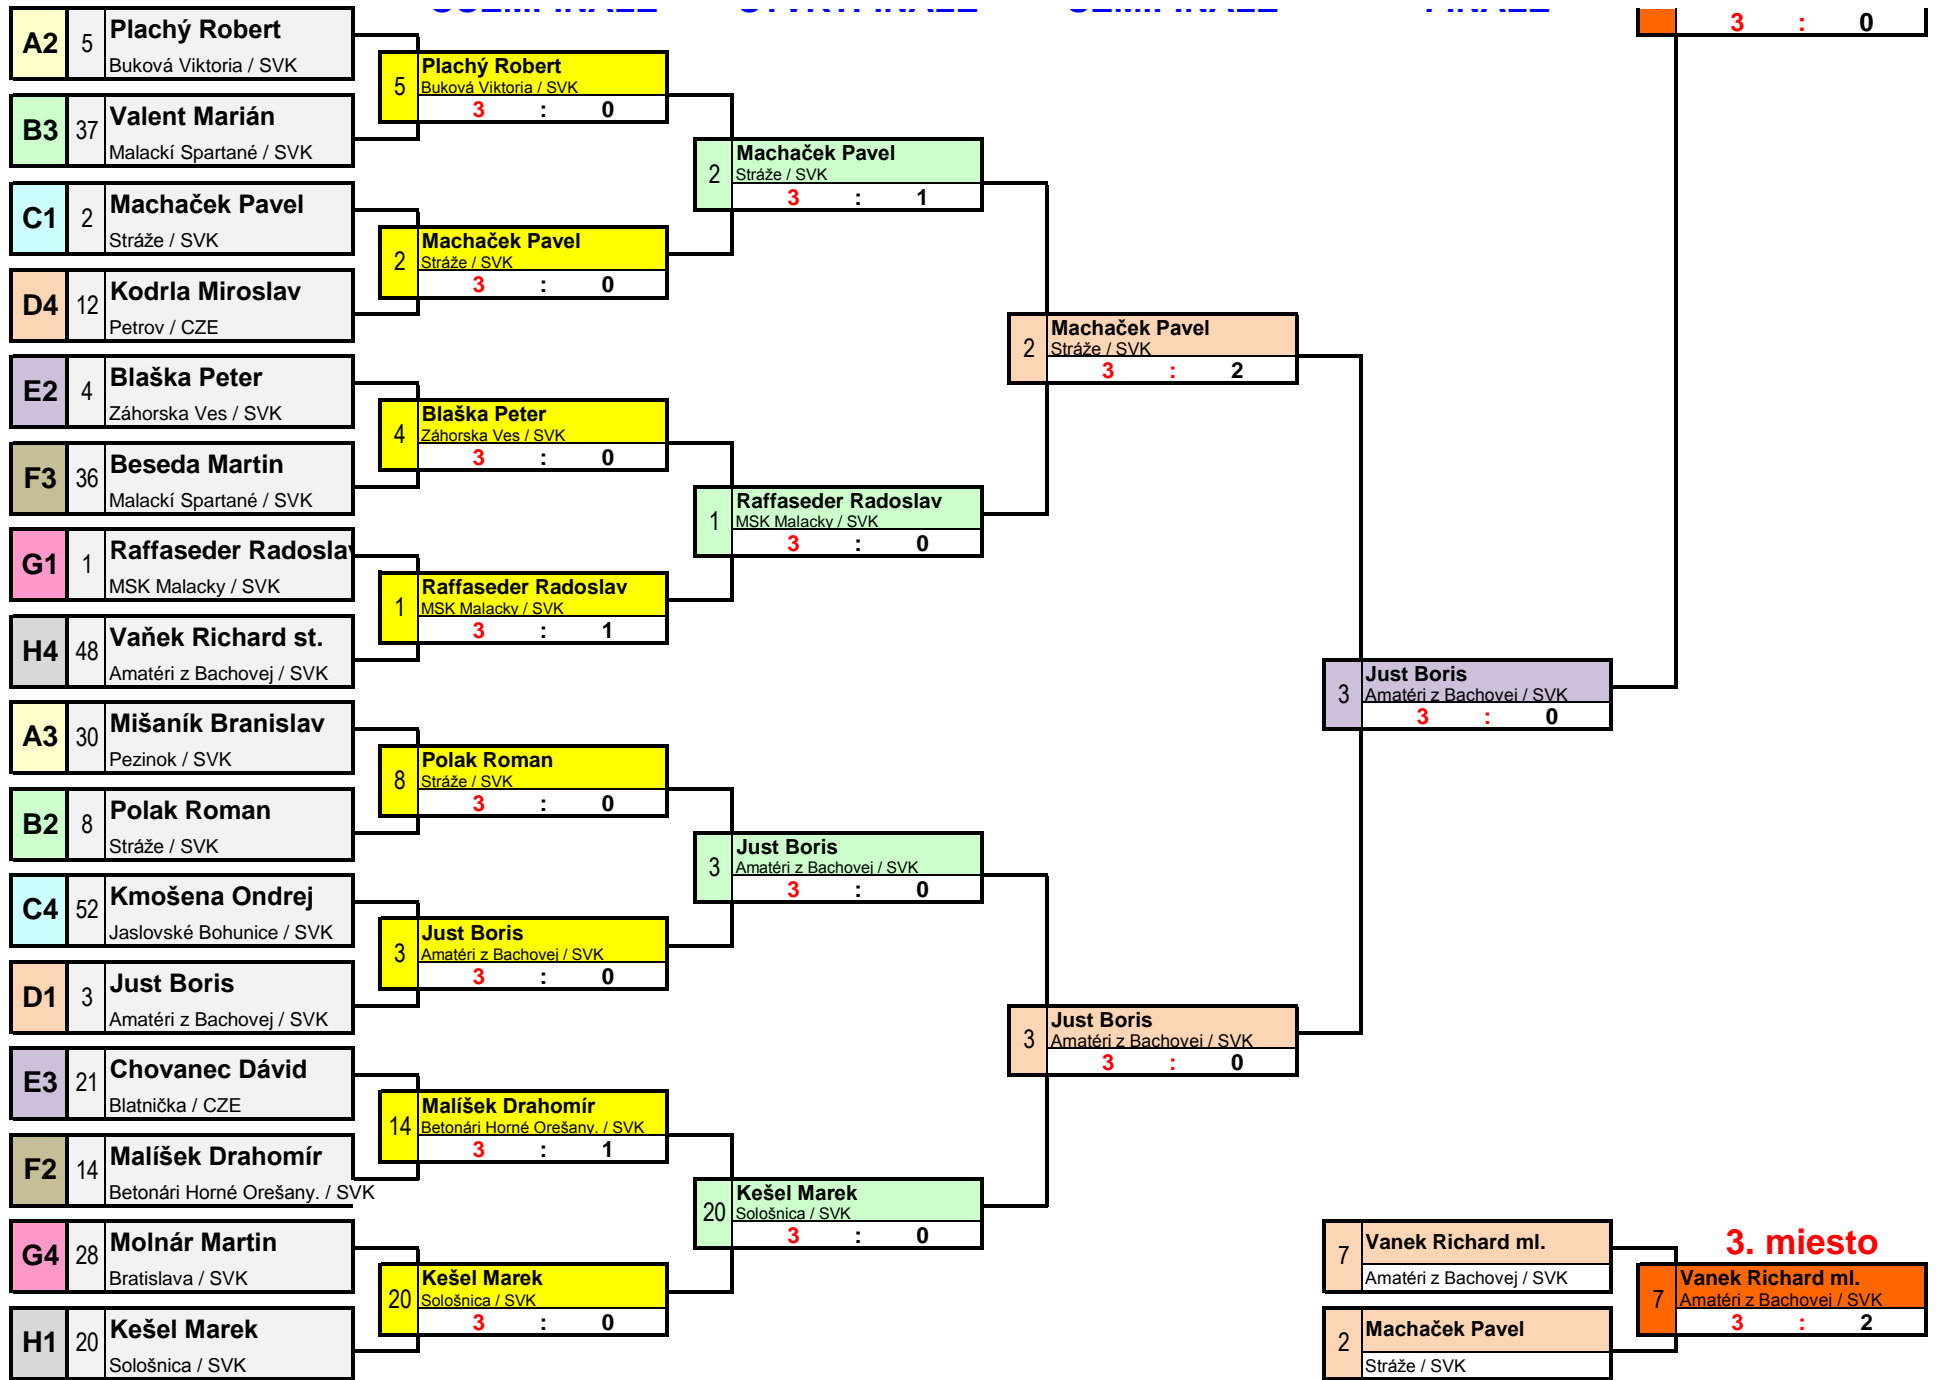 3 : 0
A2 5 Plachý Robert
Buková Viktoria / SVK
B3 37 Valent Marián
Malackí Spartané / SVK
C1 2 Machaček Pavel
Stráže / SVK
D4 12 Kodrla Miroslav
Petrov / CZE
E2 4 Blaška Peter
Záhorska Ves / SVK
F3 36 Beseda Martin
Malackí Spartané / SVK
G1 1 Raffaseder Radoslav
MSK Malacky / SVK
H4 48 Vaňek Richard st.
Amatéri z Bachovej / SVK
A3 30 Mišaník Branislav
Pezinok / SVK
B2 8 Polak Roman
Stráže / SVK
C4 52 Kmošena Ondrej
Jaslovské Bohunice / SVK
D1 3 Just Boris
Amatéri z Bachovej / SVK
E3 21 Chovanec Dávid
Blatnička / CZE
F2 14 Malíšek Drahomír
Betonári Horné Orešany. / SVK
G4 28 Molnár Martin
Bratislava / SVK
H1 20 Kešel Marek
Sološnica / SVK
5 Plachý Robert
Buková Viktoria / SVK
3 : 0
2 Machaček Pavel
Stráže / SVK
3 : 0
4 Blaška Peter
Záhorska Ves / SVK
3 : 0
1 Raffaseder Radoslav
MSK Malacky / SVK
3 : 1
8 Polak Roman
Stráže / SVK
3 : 0
3 Just Boris
Amatéri z Bachovej / SVK
3 : 0
14 Malíšek Drahomír
Betonári Horné Orešany. / SVK
3 : 1
20 Kešel Marek
Sološnica / SVK
3 : 0
2 Machaček Pavel
Stráže / SVK
3 : 1
1 Raffaseder Radoslav
MSK Malacky / SVK
3 : 0
3 Just Boris
Amatéri z Bachovej / SVK
3 : 0
20 Kešel Marek
Sološnica / SVK
3 : 0
2 Machaček Pavel
Stráže / SVK
3 : 2
3 Just Boris
Amatéri z Bachovej / SVK
3 : 0
3 Just Boris
Amatéri z Bachovej / SVK
3 : 0
7 Vanek Richard ml.
Amatéri z Bachovej / SVK
2 Machaček Pavel
Stráže / SVK
3. miesto
7 Vanek Richard ml.
Amatéri z Bachovej / SVK
3 : 2